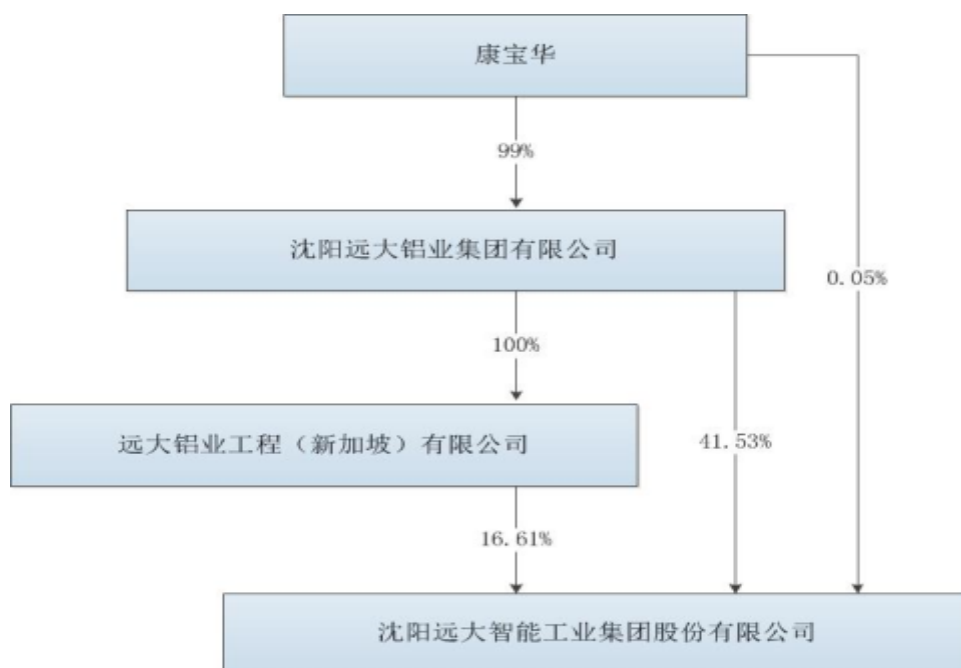 康宝华
99%
沈阳远大铝业集团有限公司
0.05%
100%
远大铝业工程（新加坡）有限公司
41.53%
16.61%
沈阳远大智能工业集团股份有限公司